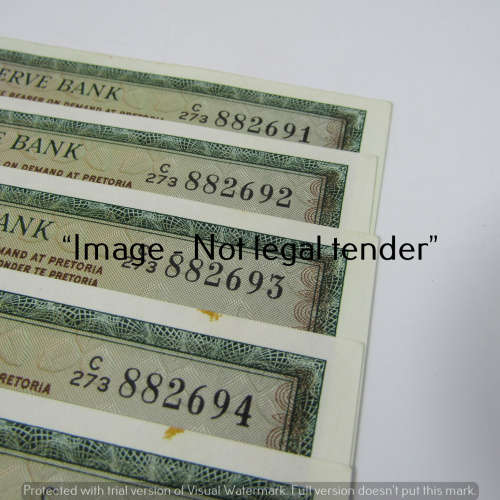 ERVE BANK
BEARER ON DEMAND AT PRETORIA
C
273 882691
E BANK
ON DEMAND AT PRETORIA
C
273 882692
ANK
MAND AT PRETORIA
ONDER TE PRETORIA
273 882693
“Image - Not legal tender”
C
273 882694
RETORIA
Protected with trial version of Visual Watermark. Full version doesn't put this mark.